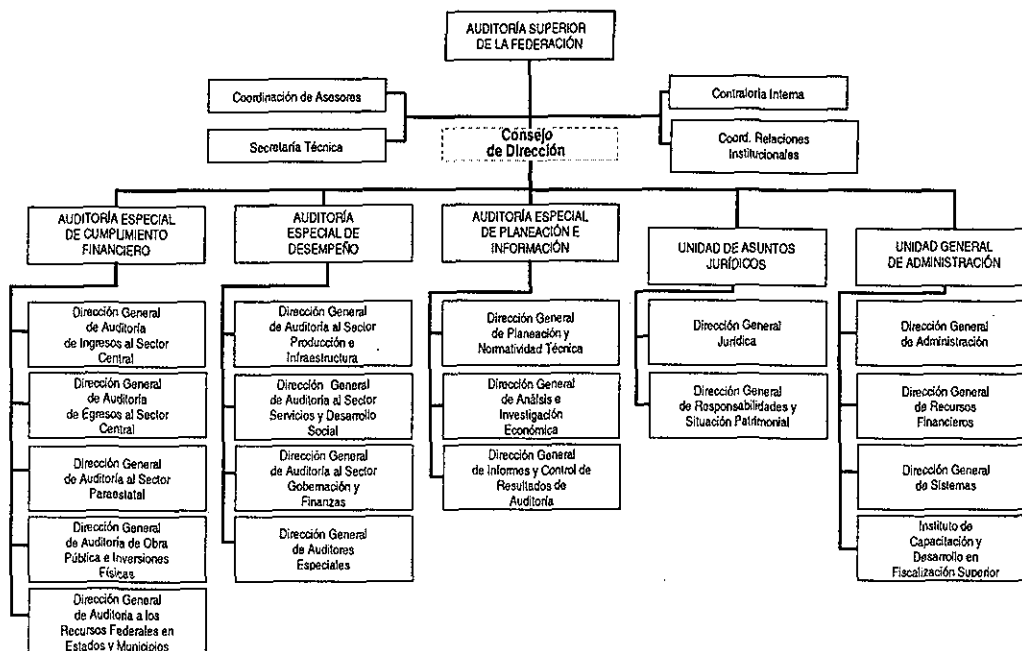 AUDITORÍA SUPERIOR
DE LA FEDERACIÓN
Coordinación de Asesores
Contraloría Interna
Secretaría Técnica
Consejo
de Dirección
Coord. Relaciones
Institucionales
AUDITORÍA ESPECIAL
DE CUMPLIMIENTO
FINANCIERO
Dirección General
de Auditoría
de Ingresos al Sector
Central
Dirección General
de Auditoría
de Egresos al Sector
Central
Dirección General
de Auditoría al Sector
Paraestatal
Dirección General
de Auditoría de Obra
Pública e Inversiones
Físicas
Dirección General
de Auditoria a los
Recursos Federales en
Estados y Municipios
AUDITORÍA
ESPECIAL DE
DESEMPEÑO
Dirección General
de Auditoría al Sector
Producción e
Infraestructura
Dirección General
de Auditoría al Sector
Servicios y Desarrollo
Social
Dirección General
de Auditoría al Sector
Gobernación y
Finanzas
Dirección General
de Auditores
Especiales
AUDITORÍA ESPECIAL
DE PLANEACIÓN E
INFORMACIÓN
Dirección General
de Planeación y
Normatividad Técnica
Dirección General
de Análisis e
Investigación
Económica
Dirección General
de Informes y Control de
Resultados de
Auditoría
UNIDAD DE ASUNTOS
JURÍDICOS
Dirección General
Jurídica
Dirección General
de Responsabilidades y
Situación Patrimonial
UNIDAD GENERAL
DE ADMINISTRACIÓN
Dirección General
de Administración
Dirección General
de Recursos
Financieros
Dirección General
de Sistemas
Instituto de
Capacitación y
Desarrollo en
Fiscalización Superior